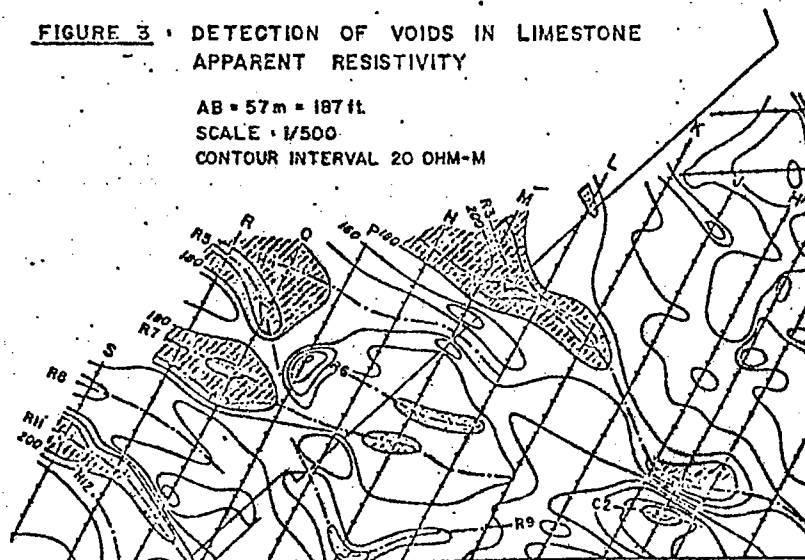 FIGURE 3 : DETECTION OF VOIDS IN LIMESTONE
APPARENT RESISTIVITY
AB = 57m = 187 ft.
SCALE : 1/500
CONTOUR INTERVAL 20 OHM-M
K
L
M
R3
200
N
P 180
180
O
R
R5
180
180
R7
S
R8
R6
R11
200
H12
C2
R9